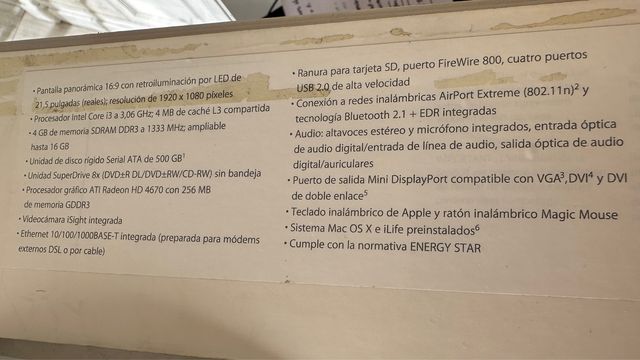 • Pantalla panorámica 16:9 con retroiluminación por LED de
21,5 pulgadas (reales); resolución de 1920 x 1080 píxeles
• Procesador Intel Core i3 a 3,06 GHz; 4 MB de caché L3 compartida
• 4 GB de memoria SDRAM DDR3 a 1333 MHz; ampliable
hasta 16 GB
• Unidad de disco rígido Serial ATA de 500 GB¹
• Unidad SuperDrive 8x (DVD±R DL/DVD±RW/CD-RW) sin bandeja
• Procesador gráfico ATI Radeon HD 4670 con 256 MB
de memoria GDDR3
• Videocámara iSight integrada
• Ethernet 10/100/1000BASE-T integrada (preparada para módems
externos DSL o por cable)
• Ranura para tarjeta SD, puerto FireWire 800, cuatro puertos
USB 2.0 de alta velocidad
• Conexión a redes inalámbricas AirPort Extreme (802.11n)² y
tecnología Bluetooth 2.1 + EDR integradas
• Audio: altavoces estéreo y micrófono integrados, entrada óptica
de audio digital/entrada de línea de audio, salida óptica de audio
digital/auriculares
• Puerto de salida Mini DisplayPort compatible con VGA³, DVI⁴ y DVI
de doble enlace⁵
• Teclado inalámbrico de Apple y ratón inalámbrico Magic Mouse
• Sistema Mac OS X e iLife preinstalados⁶
• Cumple con la normativa ENERGY STAR